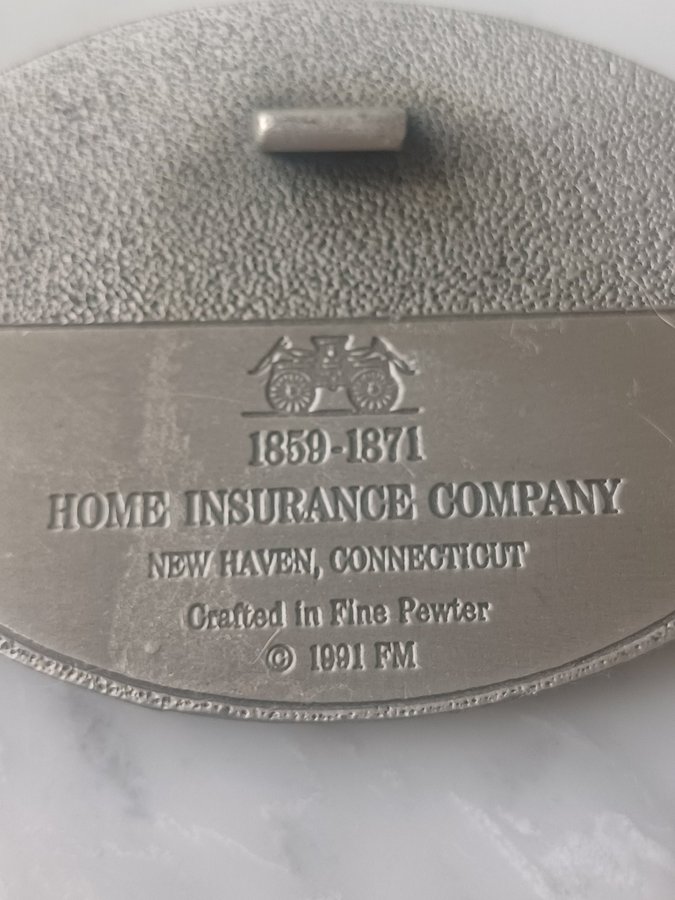 1859-1871
HOME INSURANCE COMPANY
NEW HAVEN, CONNECTICUT
Crafted in Fine Pewter
© 1991 FM